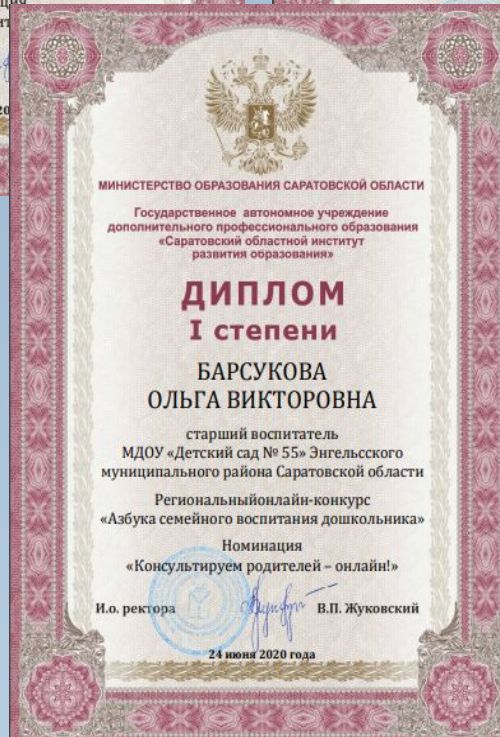 МИНИСТЕРСТВО ОБРАЗОВАНИЯ САРАТОВСКОЙ ОБЛАСТИ
Государственное автономное учреждение
дополнительного профессионального образования
«Саратовский областной институт
развития образования»
ДИПЛОМ
I степени
БАРСУКОВА
ОЛЬГА ВИКТОРОВНА
старший воспитатель
МДОУ «Детский сад № 55» Энгельсского
муниципального района Саратовской области
Региональныйонлайн-конкурс
«Азбука семейного воспитания дошкольника»
Номинация
«Консультируем родителей – онлайн!»
И.о. ректора В.П. Жуковский
24 июня 2020 года